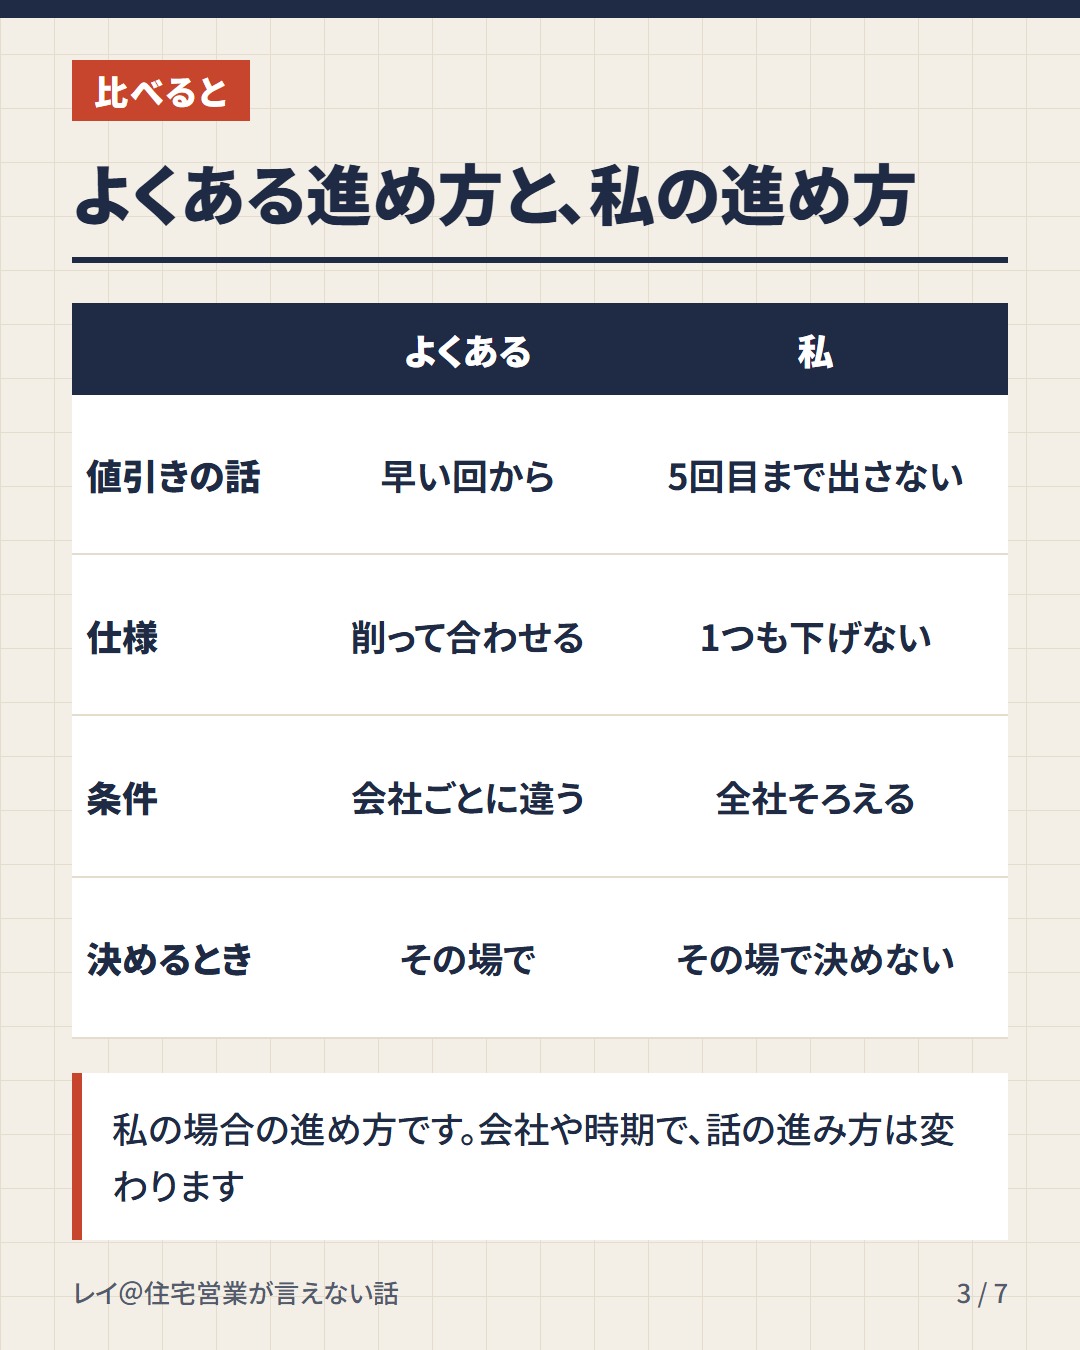 比べると
よくある進め方と、私の進め方
よくある 私
値引きの話 早い回から 5回目まで出さない
仕様 削って合わせる 1つも下げない
条件 会社ごとに違う 全社そろえる
決めるとき その場で その場で決めない
私の場合の進め方です。会社や時期で、話の進み方は変
わります
レイ@住宅営業が言えない話 3 / 7